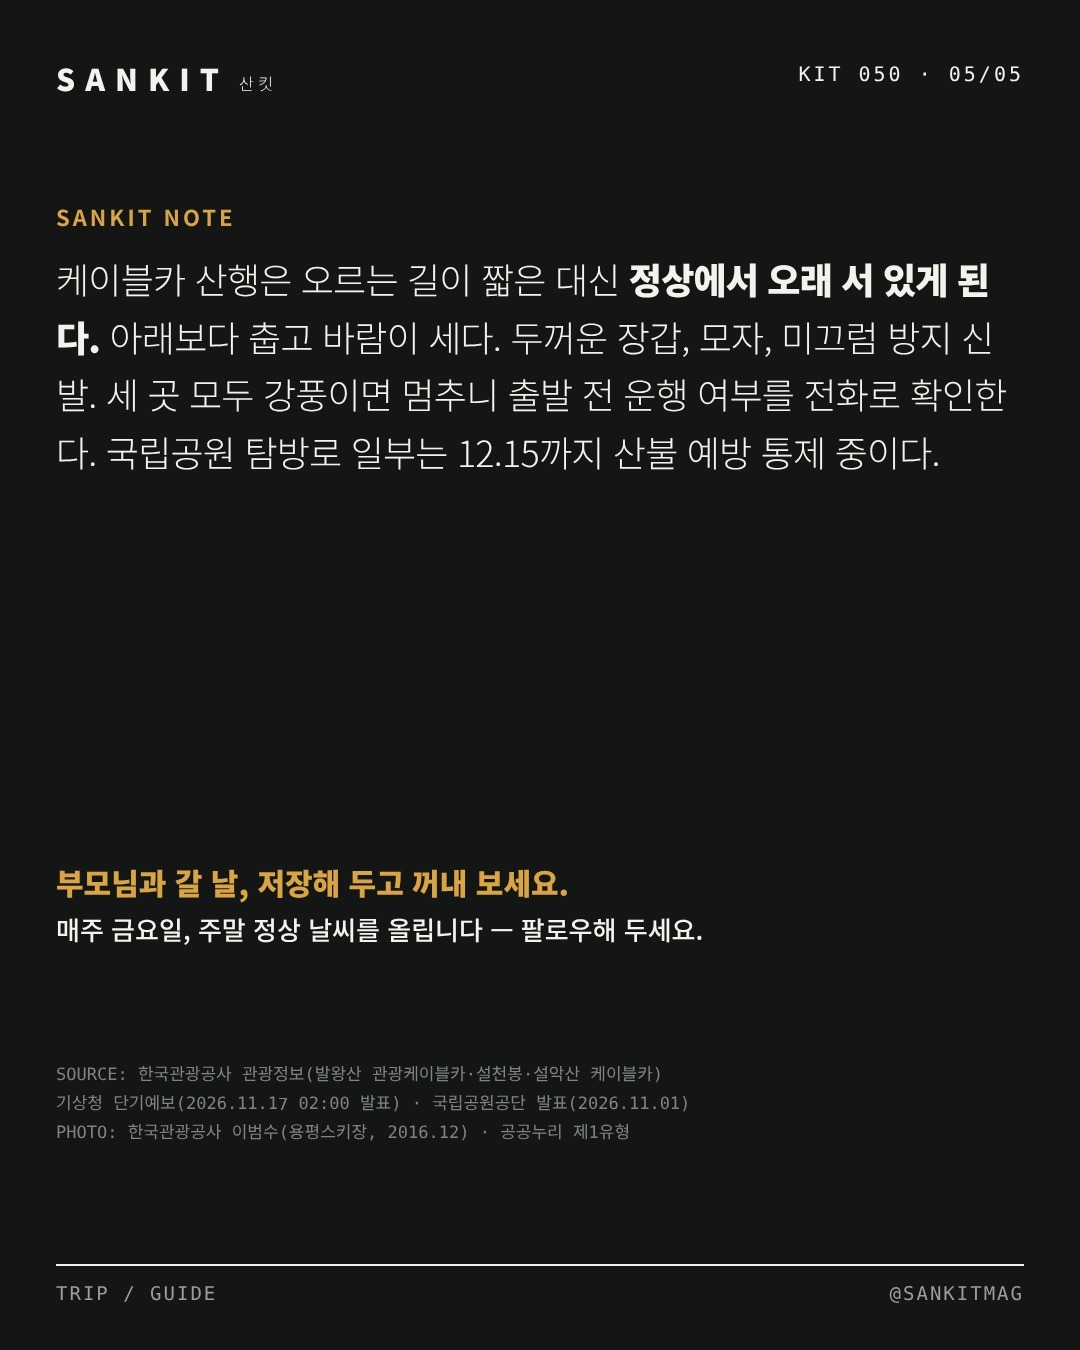 SANKIT 산킷
KIT 050 · 05/05
SANKIT NOTE
케이블카 산행은 오르는 길이 짧은 대신 정상에서 오래 서 있게 된
다. 아래보다 춥고 바람이 세다. 두꺼운 장갑, 모자, 미끄럼 방지 신
발. 세 곳 모두 강풍이면 멈추니 출발 전 운행 여부를 전화로 확인한
다. 국립공원 탐방로 일부는 12.15까지 산불 예방 통제 중이다.
부모님과 갈 날, 저장해 두고 꺼내 보세요.
매주 금요일, 주말 정상 날씨를 올립니다 — 팔로우해 두세요.
SOURCE: 한국관광공사 관광정보(발왕산 관광케이블카·설천봉·설악산 케이블카)
기상청 단기예보(2026.11.17 02:00 발표) · 국립공원공단 발표(2026.11.01)
PHOTO: 한국관광공사 이범수(용평스키장, 2016.12) · 공공누리 제1유형
TRIP / GUIDE
@SANKITMAG